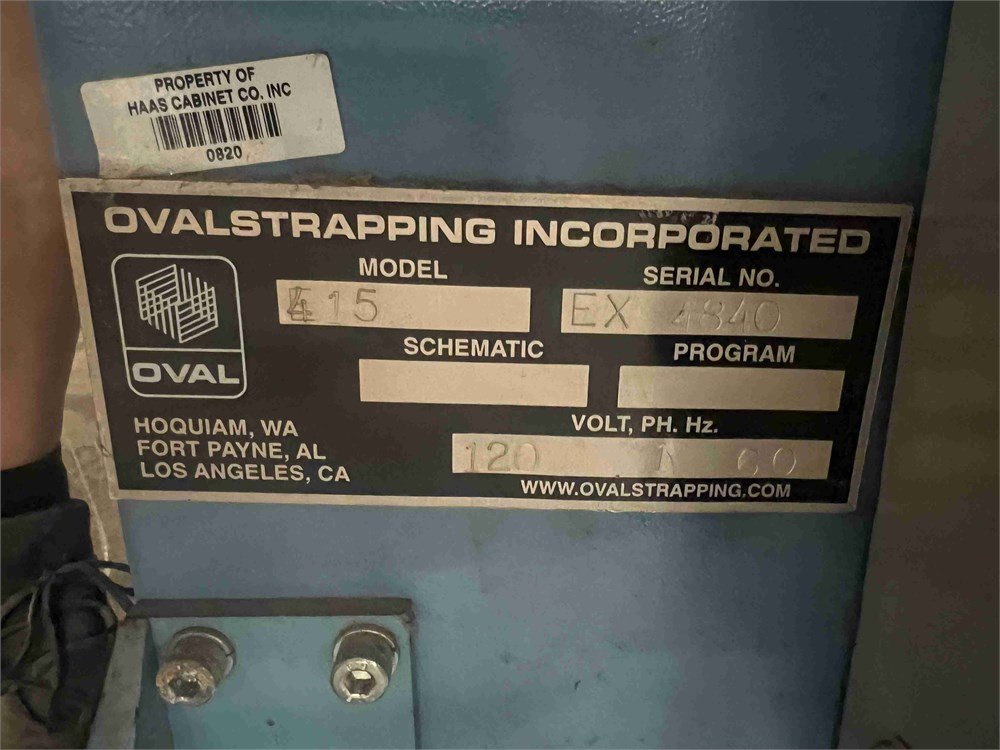 PROPERTY OF
HAAS CABINET CO. INC
0820
OVALSTRAPPING INCORPORATED
MODEL
415
SERIAL NO.
EX 4840
SCHEMATIC
PROGRAM
OVAL
HOQUIAM, WA
FORT PAYNE, AL
LOS ANGELES, CA
VOLT, PH. Hz.
120 1 60
WWW.OVALSTRAPPING.COM